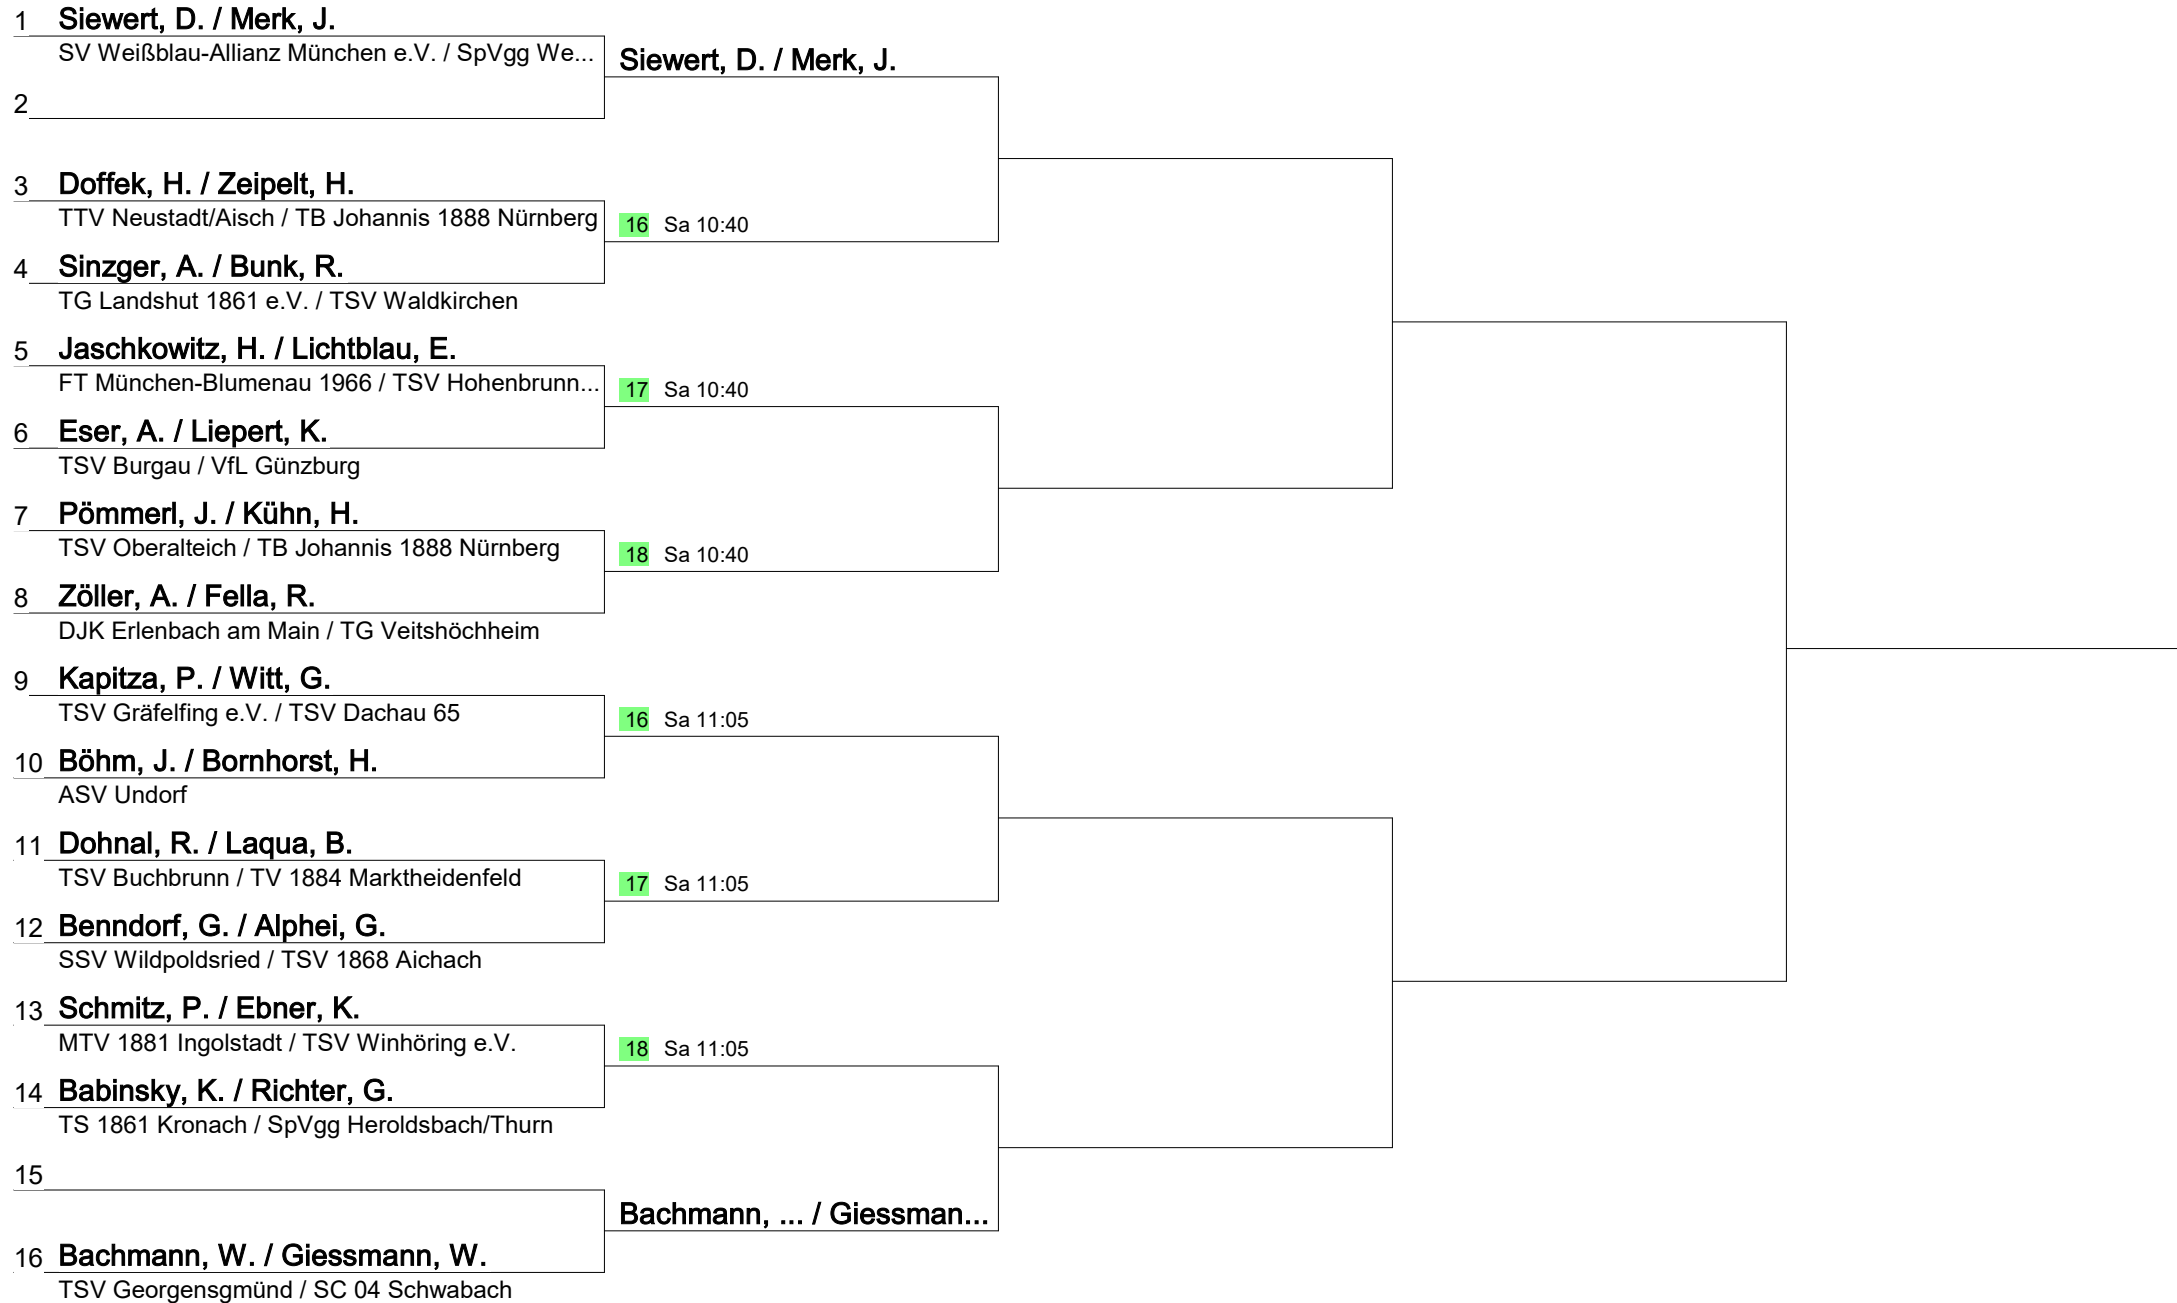 1 Siewert, D. / Merk, J.
SV Weißblau-Allianz München e.V. / SpVgg We...
Siewert, D. / Merk, J.
2
3 Doffek, H. / Zeipelt, H.
TTV Neustadt/Aisch / TB Johannis 1888 Nürnberg
16 Sa 10:40
4 Sinzger, A. / Bunk, R.
TG Landshut 1861 e.V. / TSV Waldkirchen
5 Jaschkowitz, H. / Lichtblau, E.
FT München-Blumenau 1966 / TSV Hohenbrunn...
17 Sa 10:40
6 Eser, A. / Liepert, K.
TSV Burgau / VfL Günzburg
7 Pömmerl, J. / Kühn, H.
TSV Oberalteich / TB Johannis 1888 Nürnberg
18 Sa 10:40
8 Zöller, A. / Fella, R.
DJK Erlenbach am Main / TG Veitshöchheim
9 Kapitza, P. / Witt, G.
TSV Gräfelfing e.V. / TSV Dachau 65
16 Sa 11:05
10 Böhm, J. / Bornhorst, H.
ASV Undorf
11 Dohnal, R. / Laqua, B.
TSV Buchbrunn / TV 1884 Marktheidenfeld
17 Sa 11:05
12 Benndorf, G. / Alphei, G.
SSV Wildpoldsried / TSV 1868 Aichach
13 Schmitz, P. / Ebner, K.
MTV 1881 Ingolstadt / TSV Winhöring e.V.
18 Sa 11:05
14 Babinsky, K. / Richter, G.
TS 1861 Kronach / SpVgg Heroldsbach/Thurn
15
Bachmann, ... / Giessman...
16 Bachmann, W. / Giessmann, W.
TSV Georgensgmünd / SC 04 Schwabach